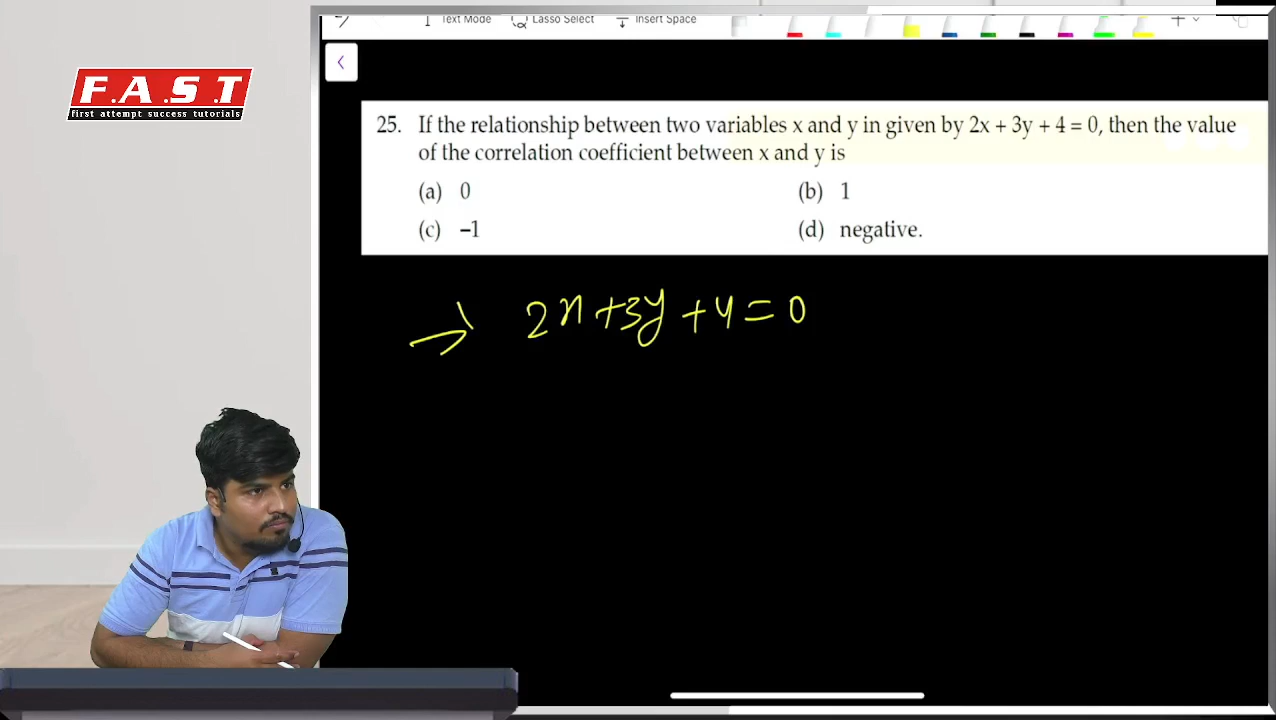 Text Mode Lasso Select Insert Space
F.A.S.T
first attempt success tutorials
25. If the relationship between two variables x and y in given by 2x + 3y + 4 = 0, then the value
of the correlation coefficient between x and y is
(a) 0 (b) 1
(c) –1 (d) negative.
→ 2x + 3y + 4 = 0